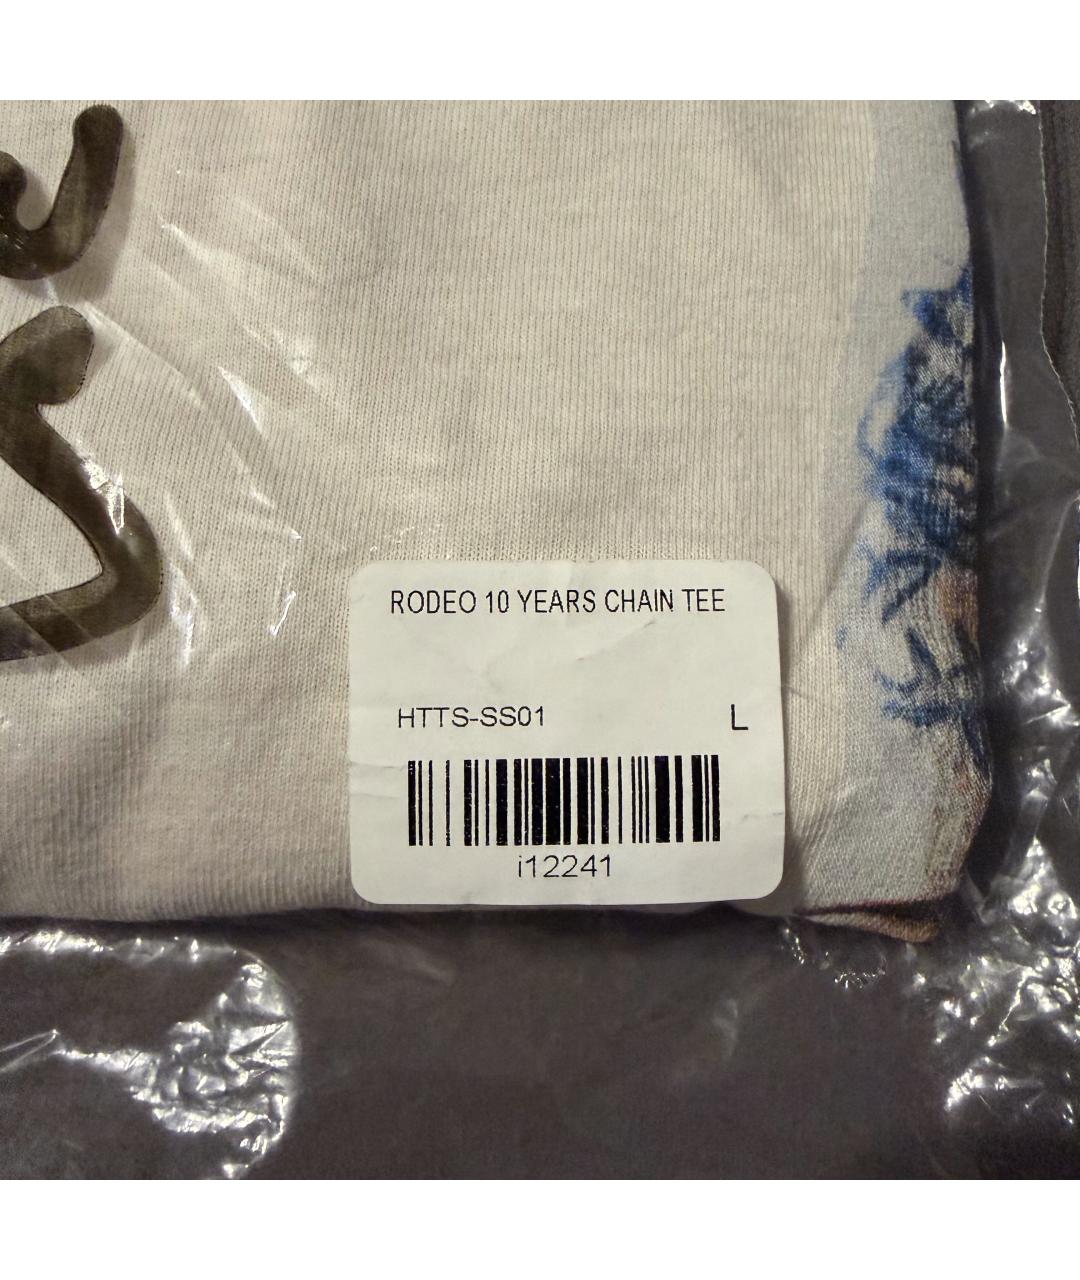 RODEO 10 YEARS CHAIN TEE
HTTS-SS01 L
i12241